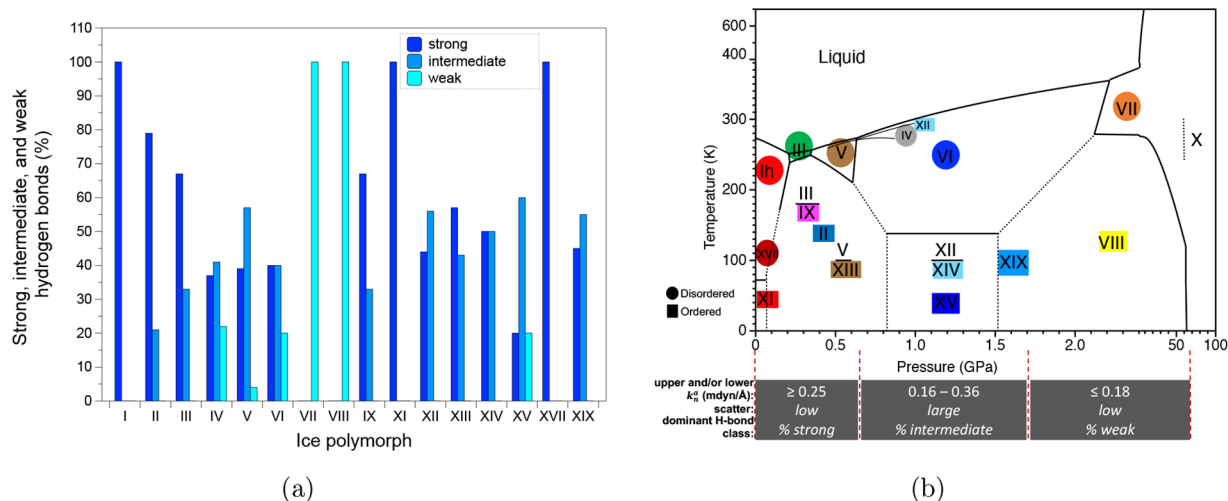 110
100
90
80
70
60
50
40
30
20
10
0
Strong, intermediate, and weak
hydrogen bonds (%)
strong
intermediate
weak
I II III IV V VI VII VIII IX XI XII XIII XIV XV XVII XIX
Ice polymorph
(a)
600
400
300
200
100
0
Temperature (K)
Liquid
VII
X
XII
IV
III
V
VI
Ih
III
IX
II
V
XIII
XII
XIV
XIX
VIII
XVII
XI
XV
Disordered
Ordered
0 0.5 1.0 1.5 2.0 50 100
Pressure (GPa)
upper and/or lower
kₙᵃ (mdyn/Å): ≥ 0.25 0.16 – 0.36 ≤ 0.18
scatter: low large low
dominant H-bond
class: % strong % intermediate % weak
(b)